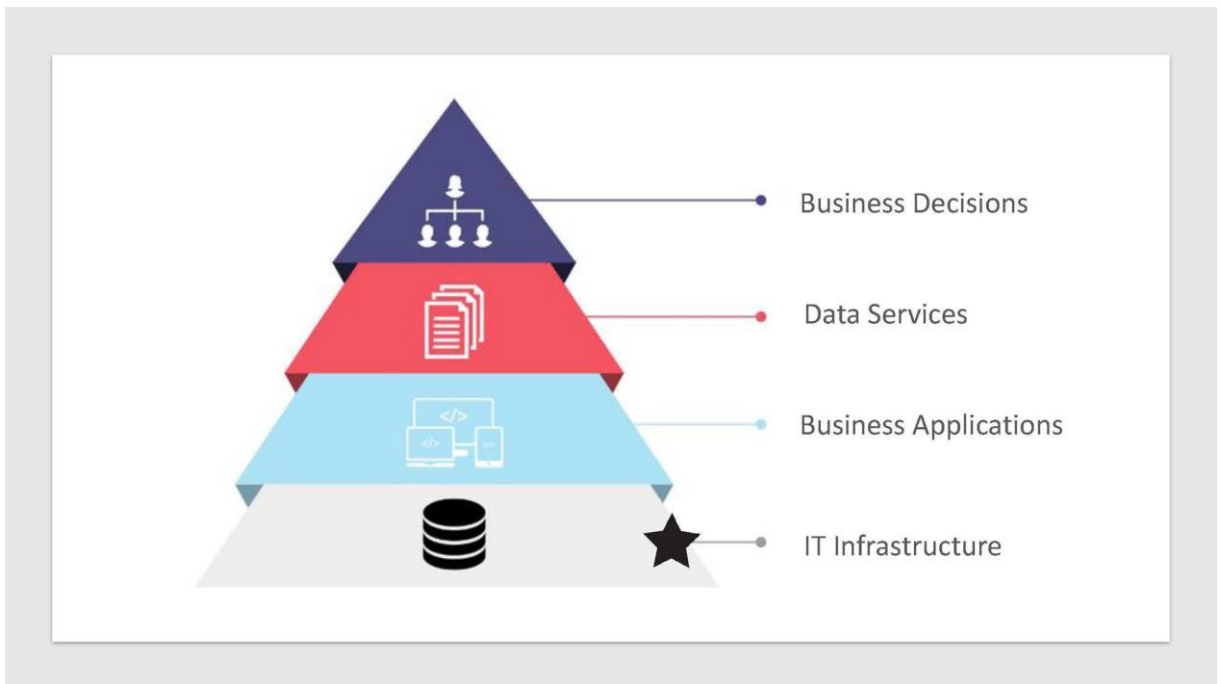 Business Decisions
Data Services
</>
Business Applications
</>
</>
IT Infrastructure